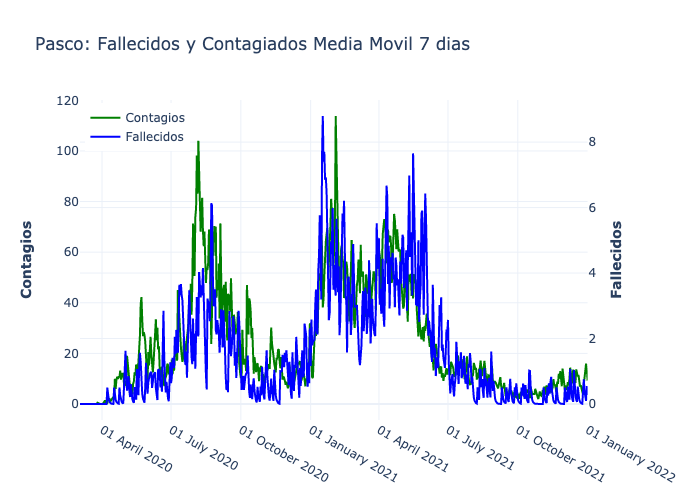 Pasco: Fallecidos y Contagiados Media Movil 7 dias
Contagios
Fallecidos
120
100
80
60
40
20
0
8
6
4
2
0
Contagios
Fallecidos
01 April 2020
01 July 2020
01 October 2020
01 January 2021
01 April 2021
01 July 2021
01 October 2021
01 January 2022